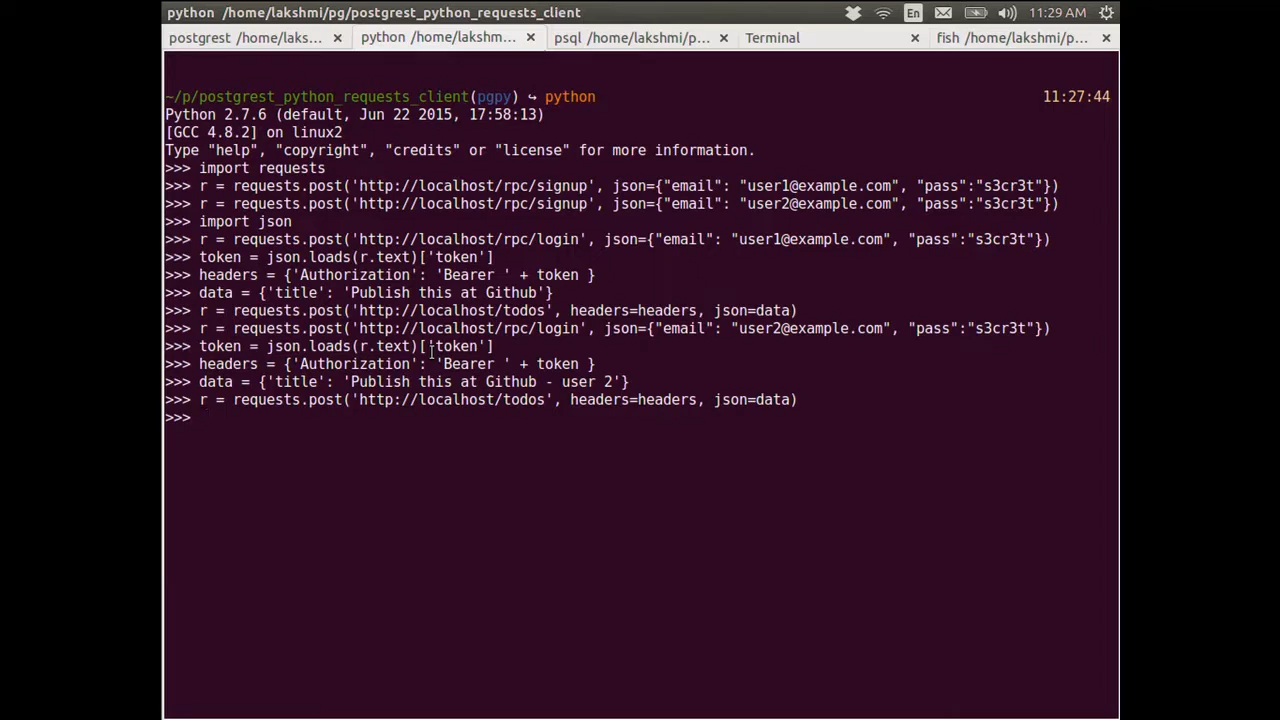 python /home/lakshmi/pg/postgrest_python_requests_client En 11:29 AM
postgrest /home/laks... × python /home/lakshm... × psql /home/lakshmi/p... × Terminal × fish /home/lakshmi/p... ×
~/p/postgrest_python_requests_client(pgpy) ↪ python 11:27:44
Python 2.7.6 (default, Jun 22 2015, 17:58:13)
[GCC 4.8.2] on linux2
Type "help", "copyright", "credits" or "license" for more information.
>>> import requests
>>> r = requests.post('http://localhost/rpc/signup', json={"email": "user1@example.com", "pass":"s3cr3t"})
>>> r = requests.post('http://localhost/rpc/signup', json={"email": "user2@example.com", "pass":"s3cr3t"})
>>> import json
>>> r = requests.post('http://localhost/rpc/login', json={"email": "user1@example.com", "pass":"s3cr3t"})
>>> token = json.loads(r.text)['token']
>>> headers = {'Authorization': 'Bearer ' + token }
>>> data = {'title': 'Publish this at Github'}
>>> r = requests.post('http://localhost/todos', headers=headers, json=data)
>>> r = requests.post('http://localhost/rpc/login', json={"email": "user2@example.com", "pass":"s3cr3t"})
>>> token = json.loads(r.text)['token']
>>> headers = {'Authorization': 'Bearer ' + token }
>>> data = {'title': 'Publish this at Github - user 2'}
>>> r = requests.post('http://localhost/todos', headers=headers, json=data)
>>>